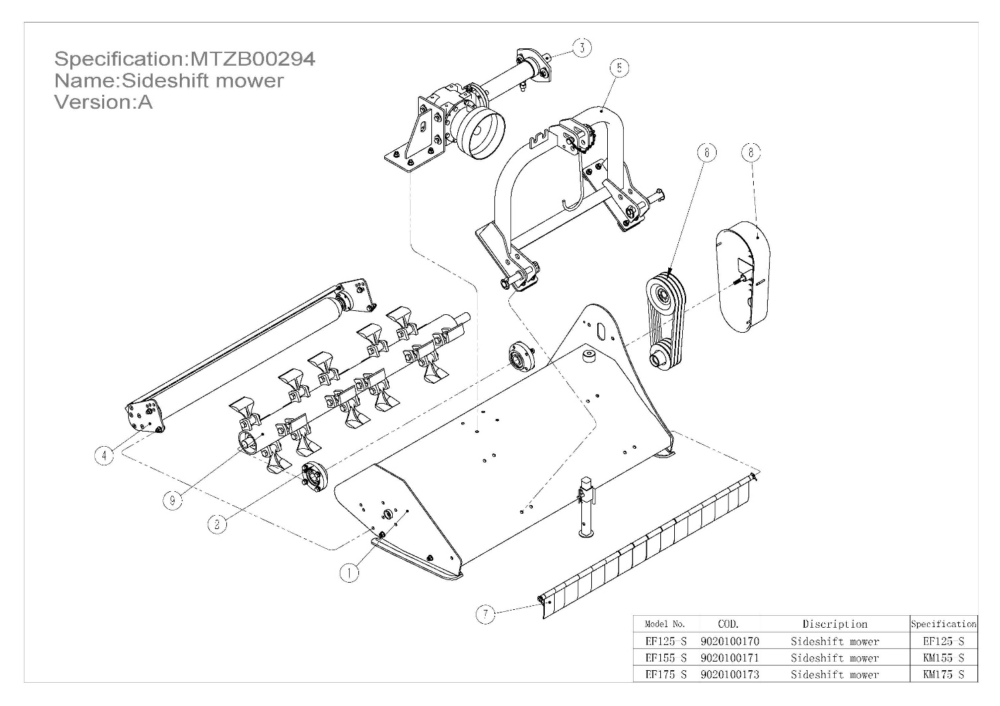 Specification:MTZB00294
Name:Sideshift mower
Version:A
3
5
8 8
4
9
2
1
7
Model No. COD. Discription Specification
EF125-S 9020100170 Sideshift mower EF125-S
EF155-S 9020100171 Sideshift mower KM155-S
EF175-S 9020100173 Sideshift mower KM175-S